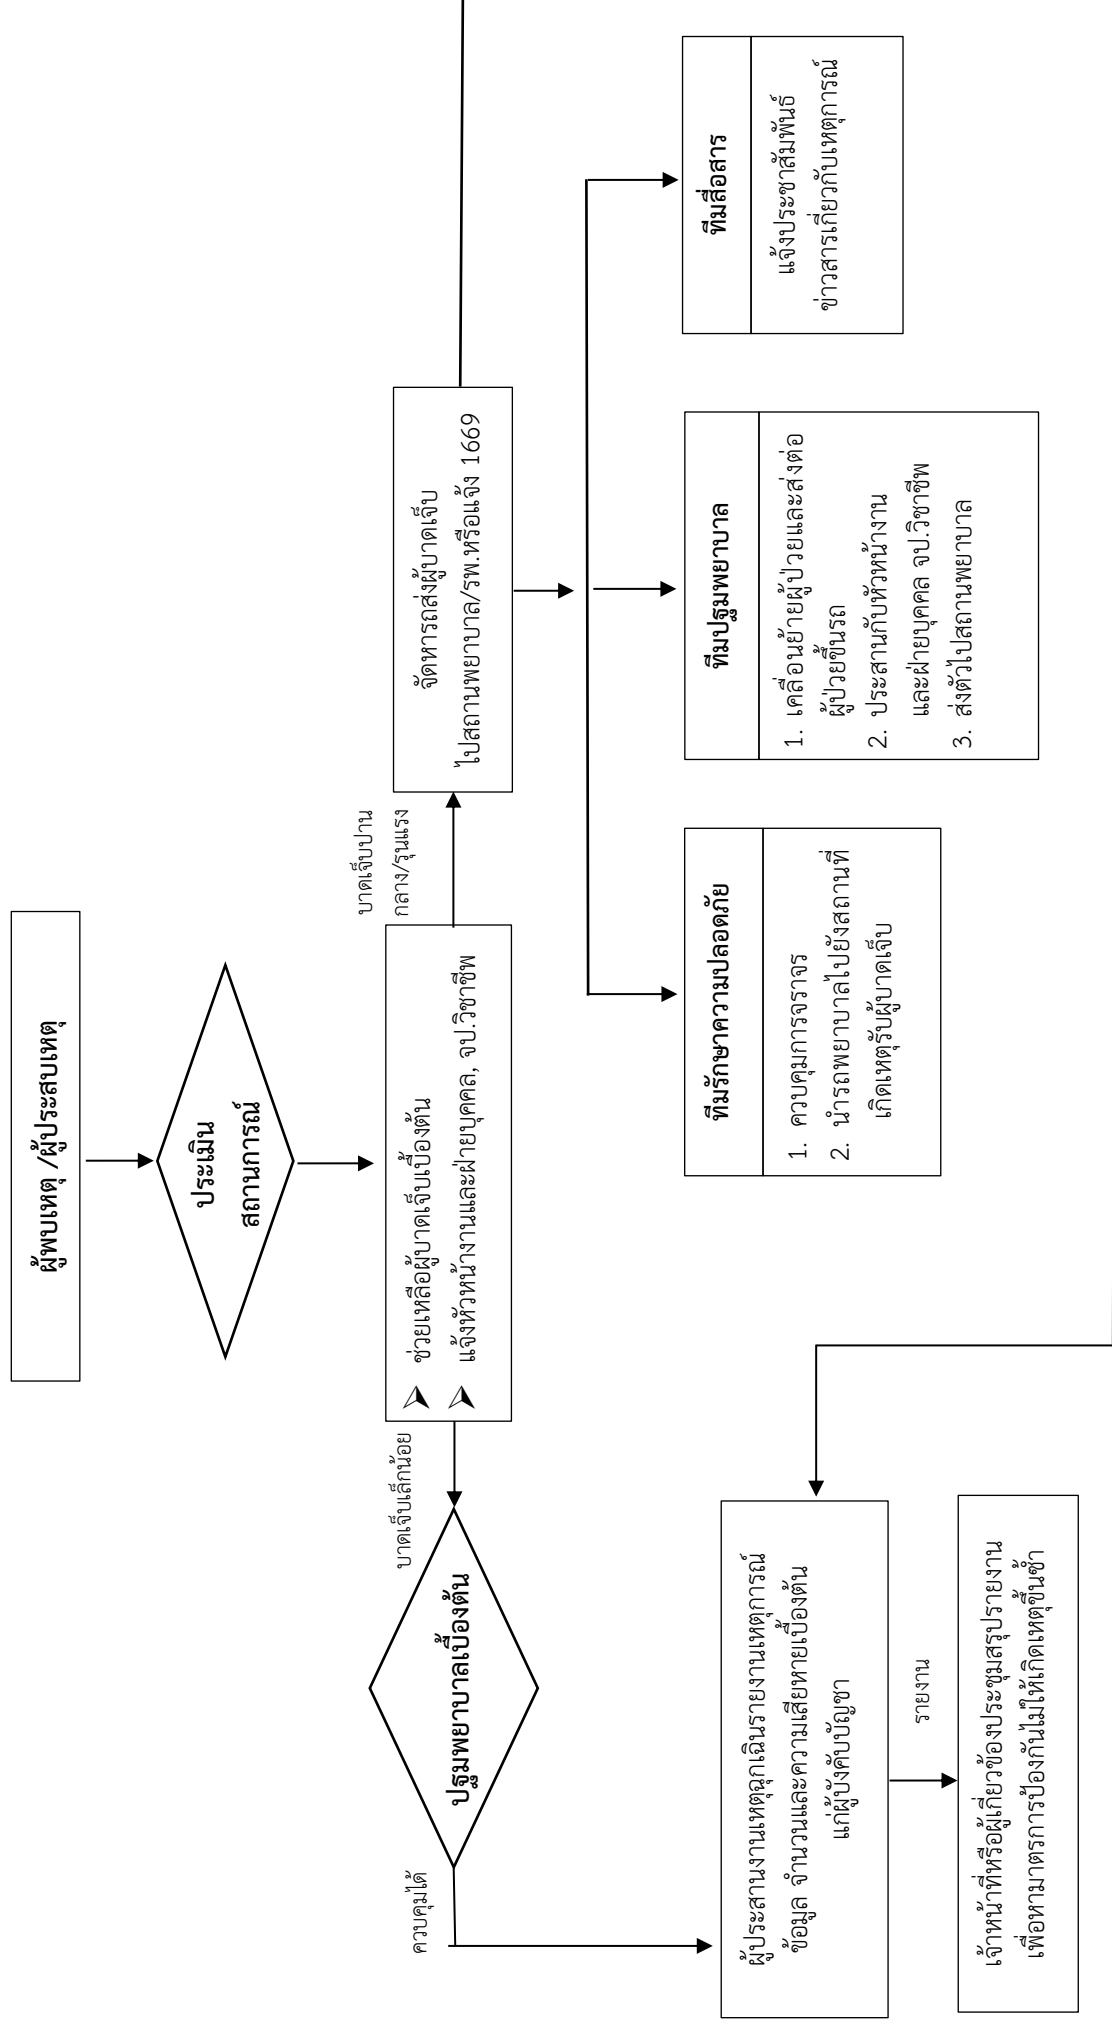 ผู้พบเหตุ /ผู้ประสบเหตุ
ประเมิน
สถานการณ์
➢ ช่วยเหลือผู้บาดเจ็บเบื้องต้น
➢ แจ้งหัวหน้างานและฝ่ายบุคคล, จป.วิชาชีพ
บาดเจ็บเล็กน้อย
บาดเจ็บปาน
กลาง/รุนแรง
ปฐมพยาบาลเบื้องต้น
จัดหารถส่งผู้บาดเจ็บ
ไปสถานพยาบาล/รพ.หรือแจ้ง 1669
ควบคุมได้
ผู้ประสานงานเหตุฉุกเฉินรายงานเหตุการณ์
ข้อมูล จำนวนและความเสียหายเบื้องต้น
แก่ผู้บังคับบัญชา
รายงาน
เจ้าหน้าที่หรือผู้เกี่ยวข้องประชุมสรุปรายงาน
เพื่อหามาตรการป้องกันไม่ให้เกิดเหตุขึ้นซ้ำ
ทีมรักษาความปลอดภัย
1. ควบคุมการจราจร
2. นำรถพยาบาลไปยังสถานที่
เกิดเหตุรับผู้บาดเจ็บ
ทีมปฐมพยาบาล
1. เคลื่อนย้ายผู้ป่วยและส่งต่อ
ผู้ป่วยขึ้นรถ
2. ประสานกับหัวหน้างาน
และฝ่ายบุคคล จป.วิชาชีพ
3. ส่งตัวไปสถานพยาบาล
ทีมสื่อสาร
แจ้งประชาสัมพันธ์
ข่าวสารเกี่ยวกับเหตุการณ์